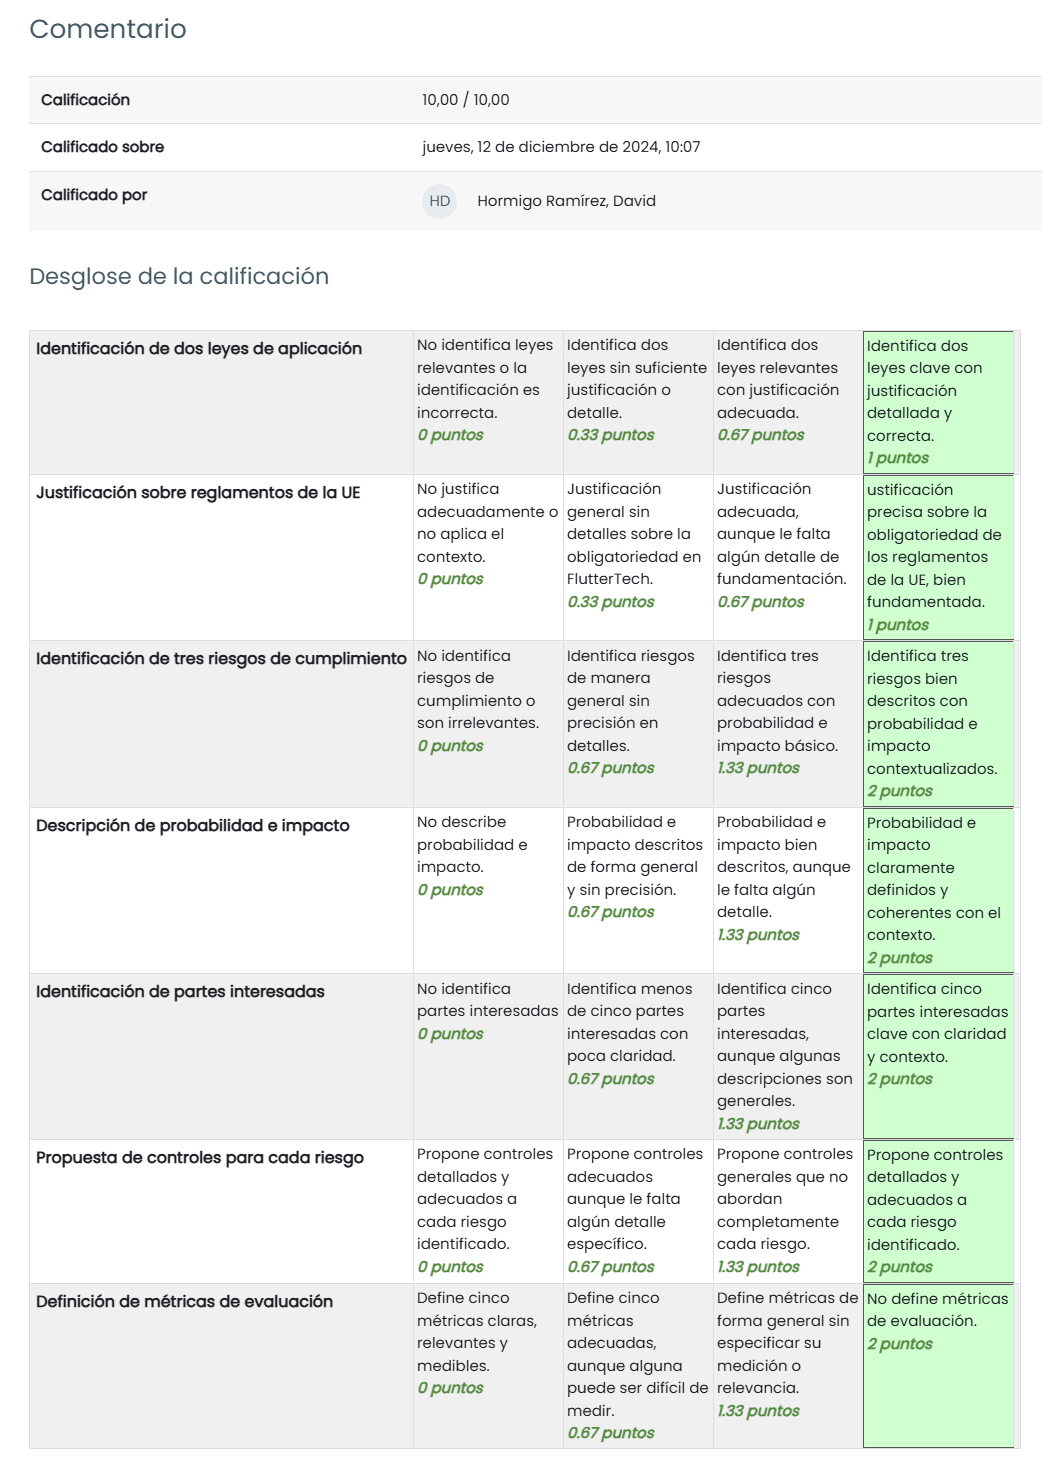 Comentario
Calificación 10,00 / 10,00
Calificado sobre jueves, 12 de diciembre de 2024, 10:07
Calificado por HD Hormigo Ramírez, David
Desglose de la calificación
Identificación de dos leyes de aplicación
No identifica leyes
relevantes o la
identificación es
incorrecta.
0 puntos
Identifica dos
leyes sin suficiente
justificación o
detalle.
0.33 puntos
Identifica dos
leyes relevantes
con justificación
adecuada.
0.67 puntos
Identifica dos
leyes clave con
justificación
detallada y
correcta.
1 puntos
Justificación sobre reglamentos de la UE
No justifica
adecuadamente o
no aplica el
contexto.
0 puntos
Justificación
general sin
detalles sobre la
obligatoriedad en
FlutterTech.
0.33 puntos
Justificación
adecuada,
aunque le falta
algún detalle de
fundamentación.
0.67 puntos
ustificación
precisa sobre la
obligatoriedad de
los reglamentos
de la UE, bien
fundamentada.
1 puntos
Identificación de tres riesgos de cumplimiento
No identifica
riesgos de
cumplimiento o
son irrelevantes.
0 puntos
Identifica riesgos
de manera
general sin
precisión en
detalles.
0.67 puntos
Identifica tres
riesgos
adecuados con
probabilidad e
impacto básico.
1.33 puntos
Identifica tres
riesgos bien
descritos con
probabilidad e
impacto
contextualizados.
2 puntos
Descripción de probabilidad e impacto
No describe
probabilidad e
impacto.
0 puntos
Probabilidad e
impacto descritos
de forma general
y sin precisión.
0.67 puntos
Probabilidad e
impacto bien
descritos, aunque
le falta algún
detalle.
1.33 puntos
Probabilidad e
impacto
claramente
definidos y
coherentes con el
contexto.
2 puntos
Identificación de partes interesadas
No identifica
partes interesadas
0 puntos
Identifica menos
de cinco partes
interesadas con
poca claridad.
0.67 puntos
Identifica cinco
partes
interesadas,
aunque algunas
descripciones son
generales.
1.33 puntos
Identifica cinco
partes interesadas
clave con claridad
y contexto.
2 puntos
Propuesta de controles para cada riesgo
Propone controles
detallados y
adecuados a
cada riesgo
identificado.
0 puntos
Propone controles
adecuados
aunque le falta
algún detalle
específico.
0.67 puntos
Propone controles
generales que no
abordan
completamente
cada riesgo.
1.33 puntos
Propone controles
detallados y
adecuados a
cada riesgo
identificado.
2 puntos
Definición de métricas de evaluación
Define cinco
métricas claras,
relevantes y
medibles.
0 puntos
Define cinco
métricas
adecuadas,
aunque alguna
puede ser difícil de
medir.
0.67 puntos
Define métricas de
forma general sin
especificar su
medición o
relevancia.
1.33 puntos
No define métricas
de evaluación.
2 puntos